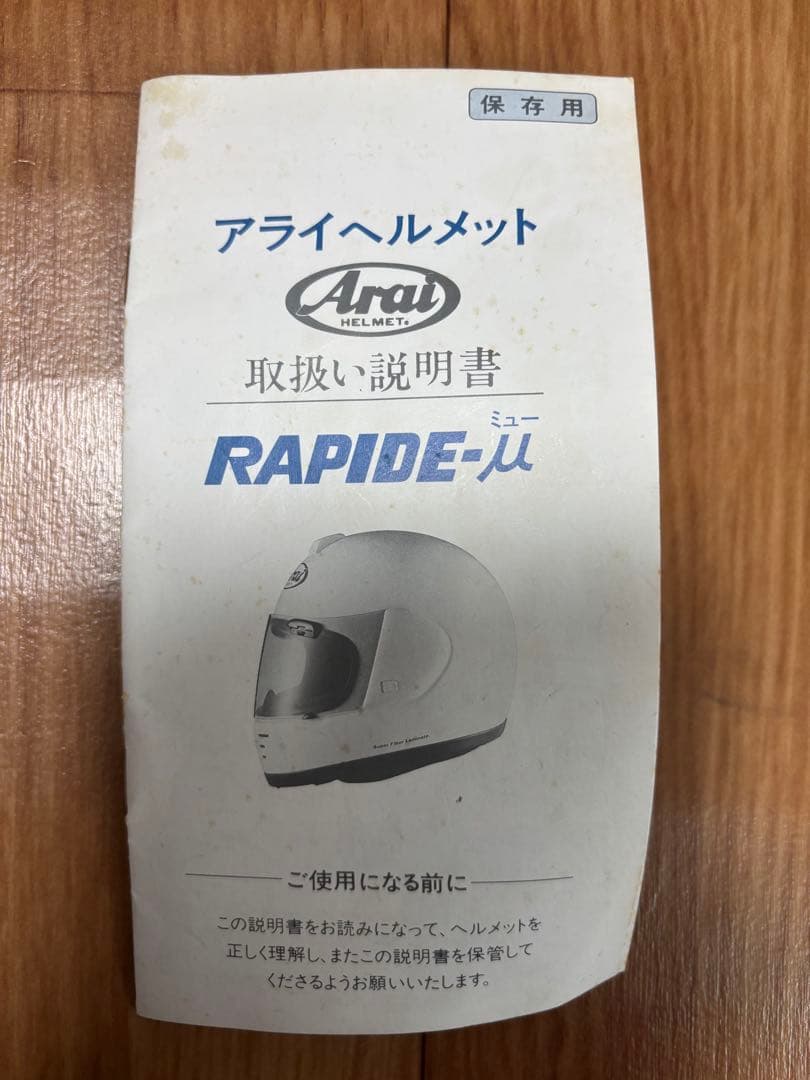 保存用
アライヘルメット
Arai
HELMET®
取扱い説明書
ミュー
RAPIDE-μ
Arai
Super Fiber Laminate
ご使用になる前に
この説明書をお読みになって、ヘルメットを
正しく理解し、またこの説明書を保管して
くださるようお願いいたします。